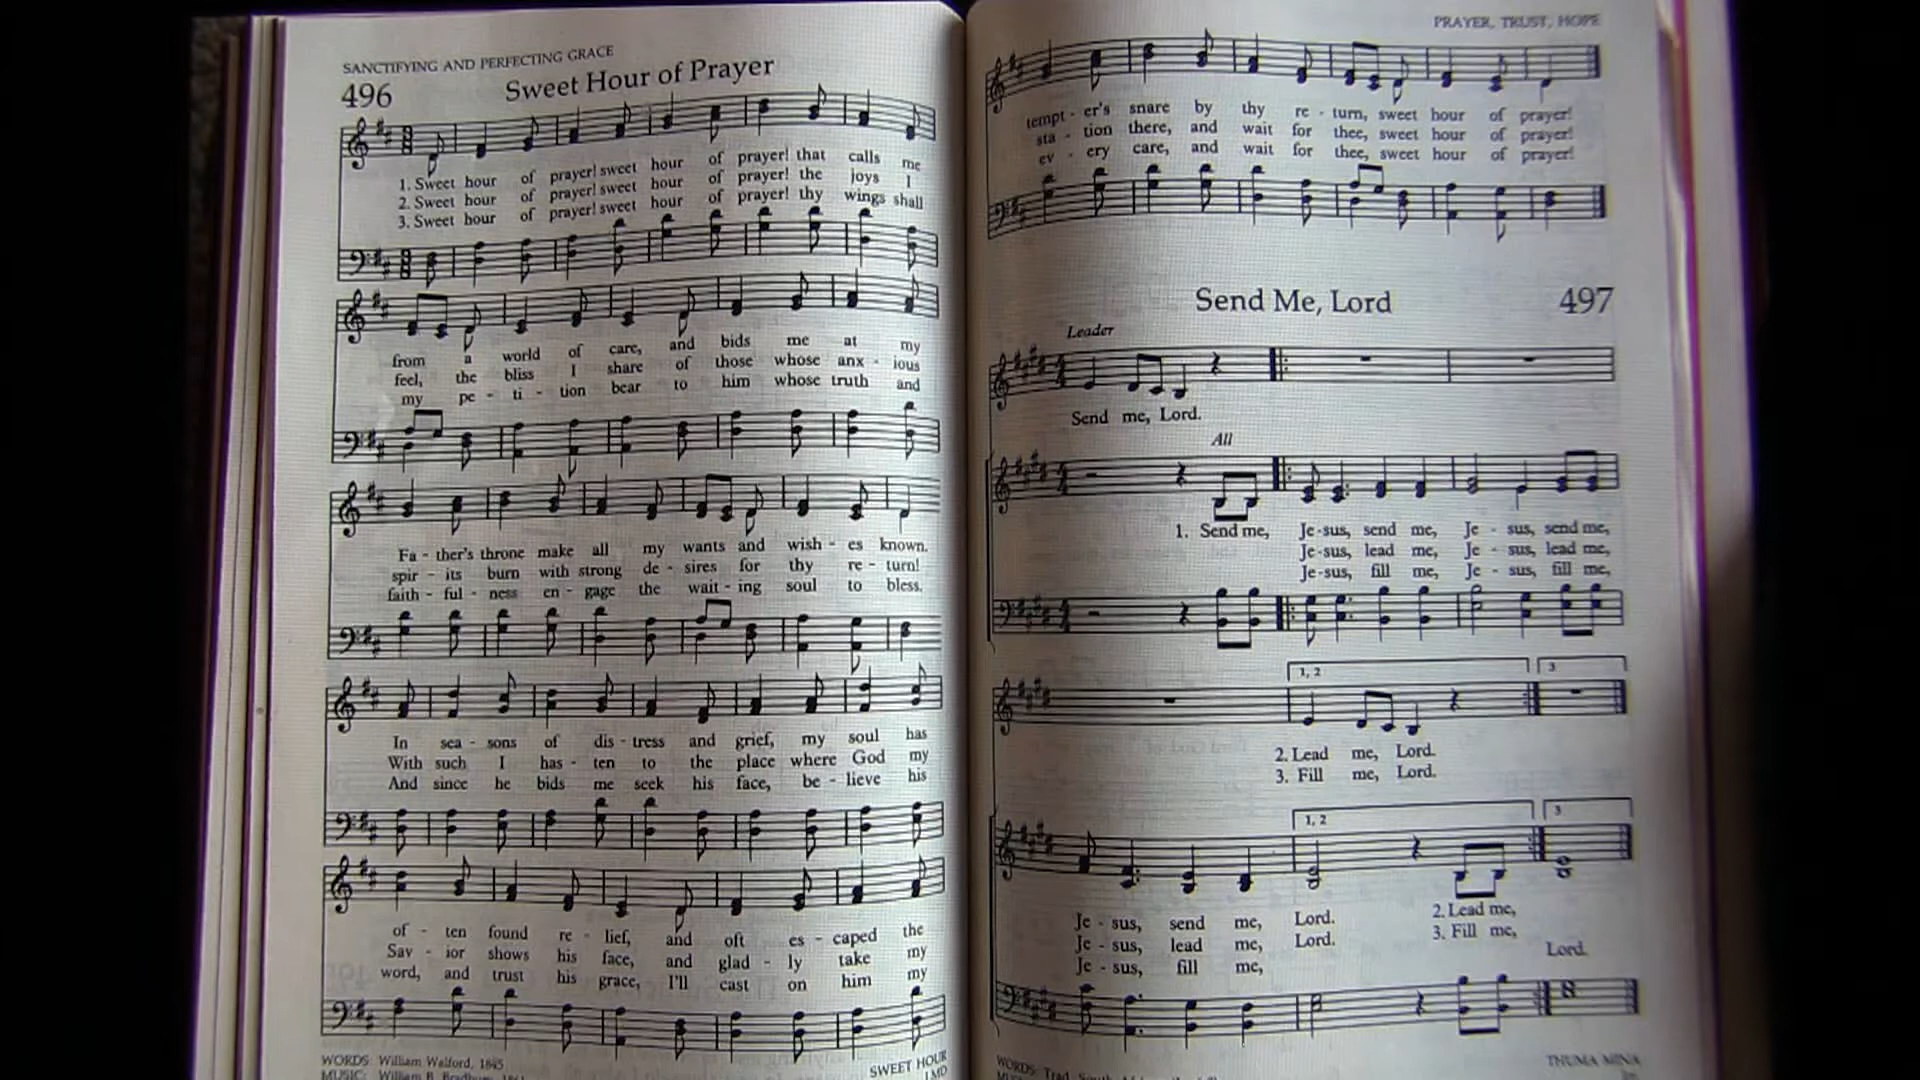 SANCTIFYING AND PERFECTING GRACE
496
Sweet Hour of Prayer
1. Sweet hour of prayer! sweet hour of prayer! that calls me
2. Sweet hour of prayer! sweet hour of prayer! the joys I
3. Sweet hour of prayer! sweet hour of prayer! thy wings shall
from a world of care, and bids me at my
feel, the bliss I share of those whose anx - ious
my pe - ti - tion bear to him whose truth and
Fa - ther's throne make all my wants and wish - es known.
spir - its burn with strong de - sires for thy re - turn!
faith - ful - ness en - gage the wait - ing soul to bless.
In sea - sons of dis - tress and grief, my soul has
With such I has - ten to the place where God my
And since he bids me seek his face, be - lieve his
of - ten found re - lief, and oft es - caped the
Sav - ior shows his face, and glad - ly take my
word, and trust his grace, I'll cast on him my
WORDS: William Walford, 1845
MUSIC: William B. Bradbury,
SWEET HOUR
LMD
PRAYER, TRUST, HOPE
tempt - er's snare by thy re - turn, sweet hour of prayer!
sta - tion there, and wait for thee, sweet hour of prayer!
ev - ery care, and wait for thee, sweet hour of prayer!
Send Me, Lord
497
Leader
Send me, Lord.
All
1. Send me, Je - sus, send me, Je - sus, send me,
Je - sus, lead me, Je - sus, lead me,
Je - sus, fill me, Je - sus, fill me,
1, 2
3
2. Lead me, Lord.
3. Fill me, Lord.
1, 2
3
Je - sus, send me, Lord. 2. Lead me,
Je - sus, lead me, Lord. 3. Fill me,
Je - sus, fill me, Lord.
WORDS: Trad. South
THUMA MINA